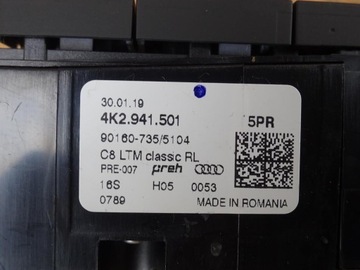 30.01.19
4K2.941.501 5PR
90160-735/5104
C8 LTM classic RL
PRE-007 preh
16S H05 0053
0789 MADE IN ROMANIA